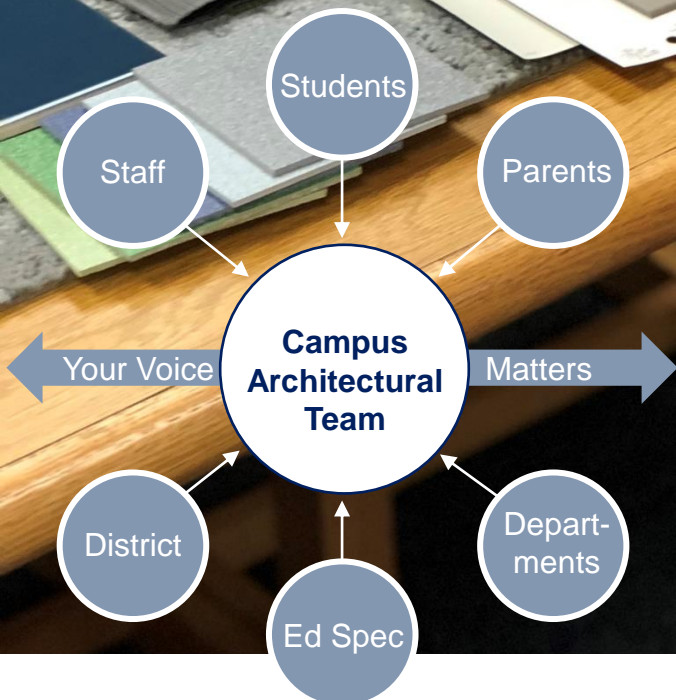 Students
Staff
Parents
Campus
Architectural
Team
Your Voice
Matters
District
Depart-
ments
Ed Spec